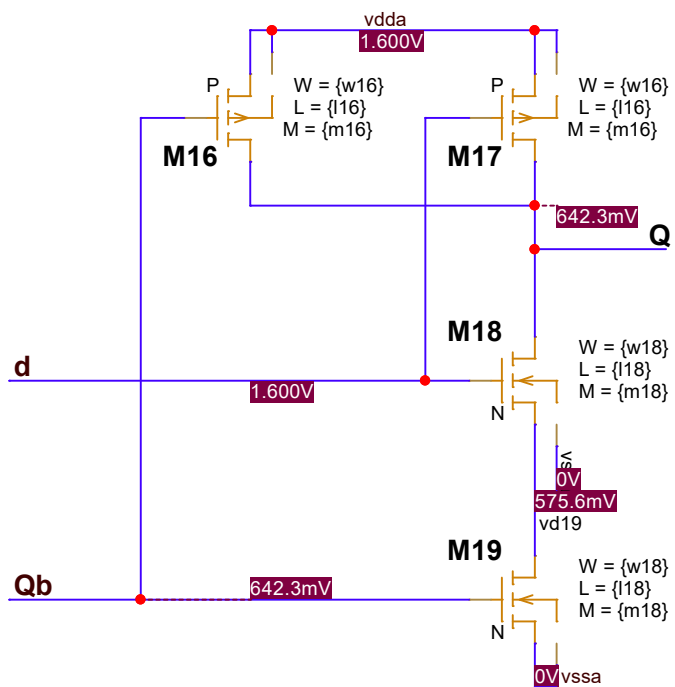 vdda
1.600V
P
W = {w16}
L = {l16}
M = {m16}
M16
P
W = {w16}
L = {l16}
M = {m16}
M17
642.3mV
Q
M18
W = {w18}
L = {l18}
M = {m18}
N
d
1.600V
0V
575.6mV
vd19
M19
W = {w18}
L = {l18}
M = {m18}
N
Qb
642.3mV
0V vssa